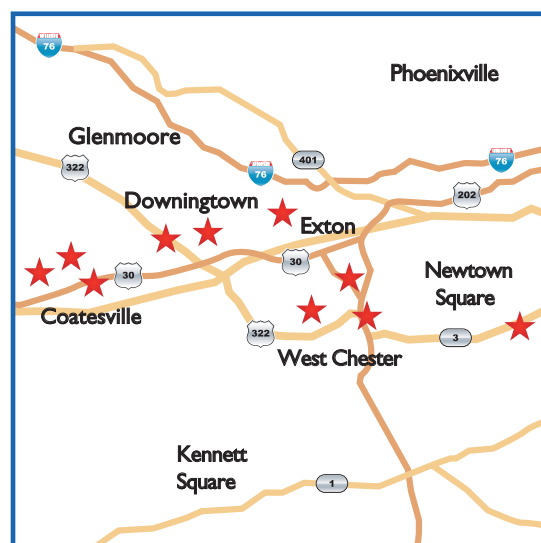 76
Phoenixville
Glenmoore
401
76
76
322
202
Downingtown
Exton
30
30
Newtown
Square
Coatesville
322
3
West Chester
Kennett
Square
1